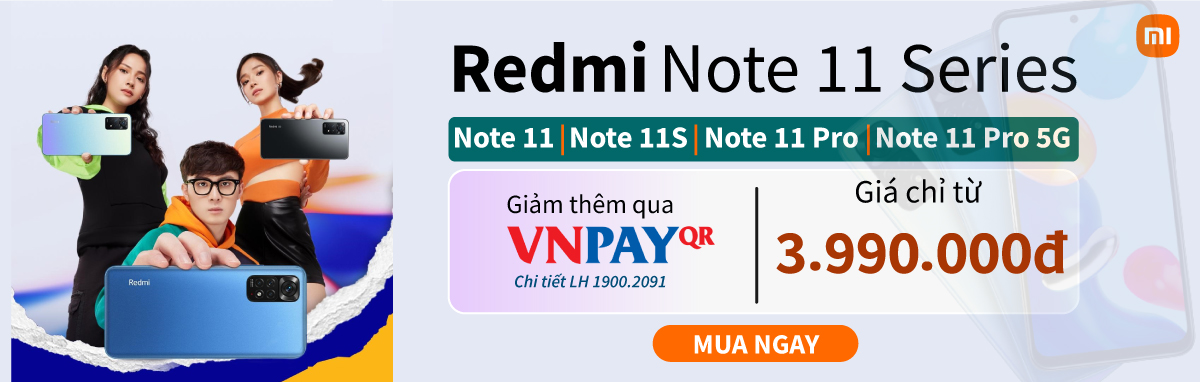 Redmi Note 11 Series
Note 11 | Note 11S | Note 11 Pro | Note 11 Pro 5G
Giảm thêm qua
VNPAYQR
Chi tiết LH 1900.2091
Giá chỉ từ
3.990.000đ
MUA NGAY
Redmi